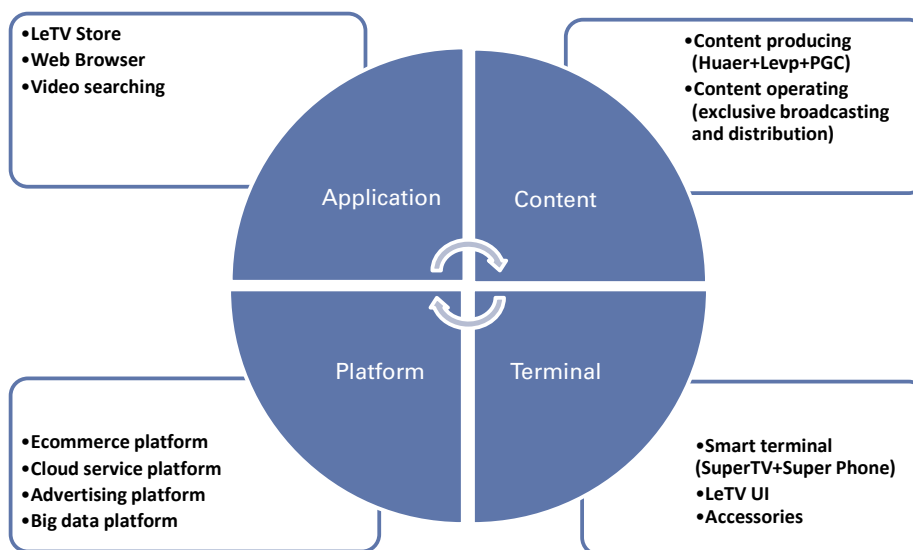 •LeTV Store
•Web Browser
•Video searching
•Content producing
(Huaer+Levp+PGC)
•Content operating
(exclusive broadcasting
and distribution)
Application
Content
Platform
Terminal
•Ecommerce platform
•Cloud service platform
•Advertising platform
•Big data platform
•Smart terminal
(SuperTV+Super Phone)
•LeTV UI
•Accessories